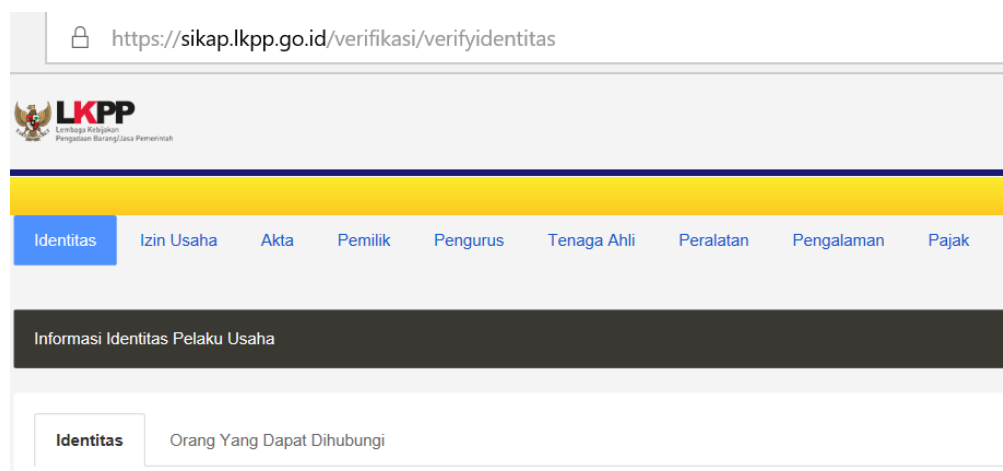 https://sikap.lkpp.go.id/verifikasi/verifyidentitas
LKPP
Lembaga Kebijakan
Pengadaan Barang/Jasa Pemerintah
Identitas Izin Usaha Akta Pemilik Pengurus Tenaga Ahli Peralatan Pengalaman Pajak
Informasi Identitas Pelaku Usaha
Identitas Orang Yang Dapat Dihubungi